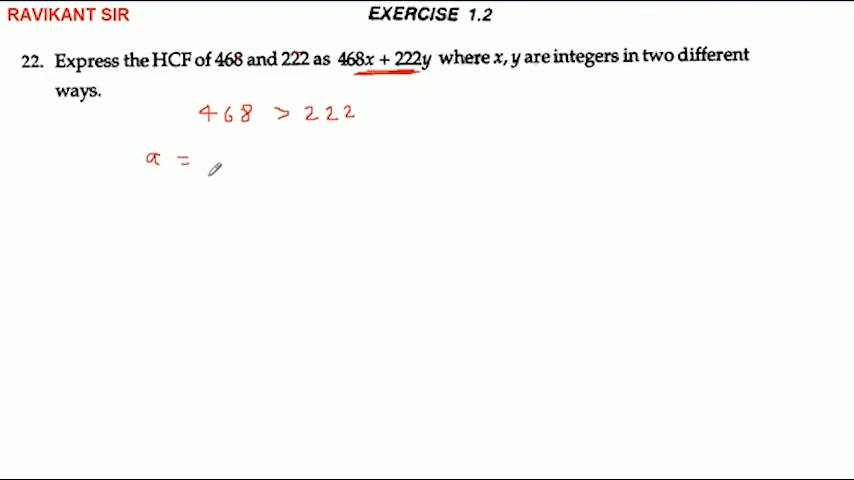 RAVIKANT SIR
EXERCISE 1.2
22. Express the HCF of 468 and 222 as 468x + 222y where x, y are integers in two different
ways.
468 > 222
a =